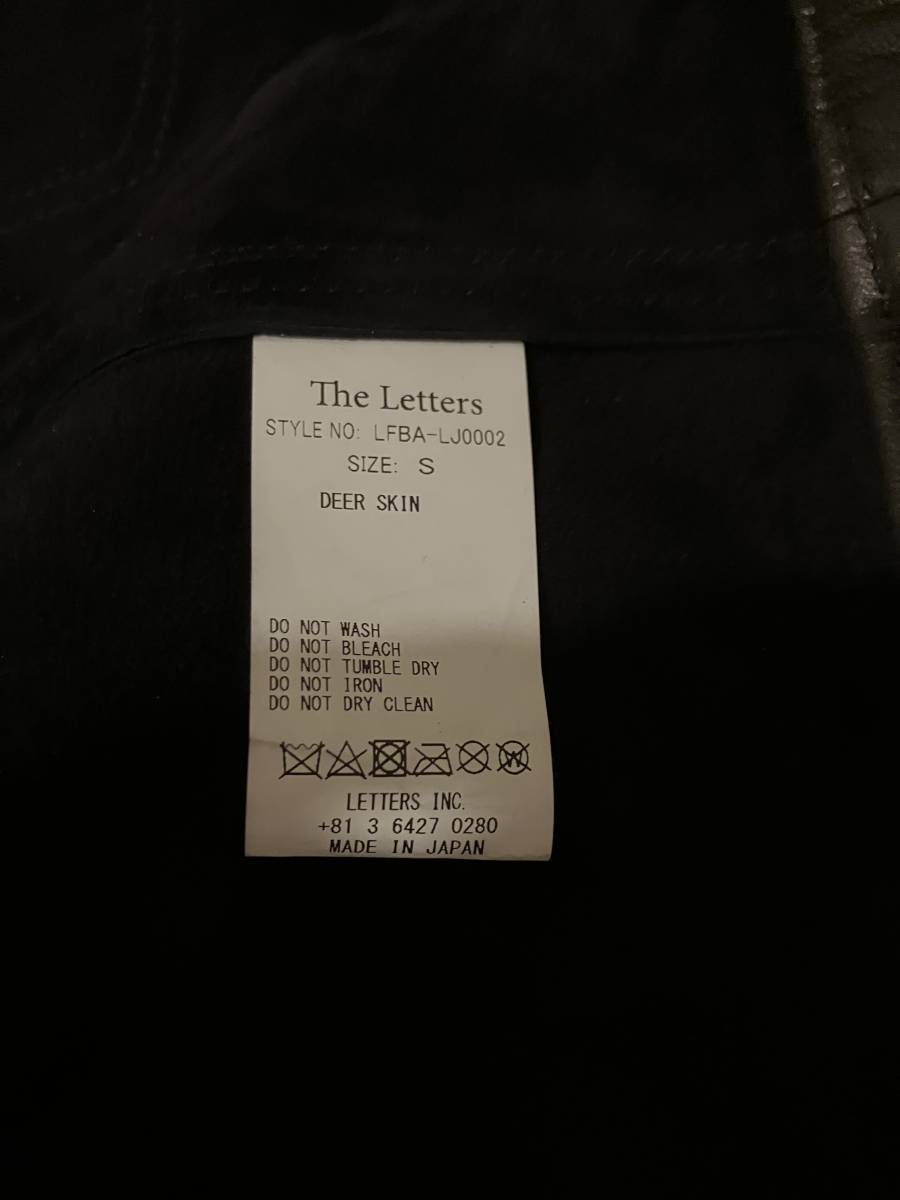 The Letters
STYLE NO: LFBA-LJ0002
SIZE: S
DEER SKIN
DO NOT WASH
DO NOT BLEACH
DO NOT TUMBLE DRY
DO NOT IRON
DO NOT DRY CLEAN
W
LETTERS INC.
+81 3 6427 0280
MADE IN JAPAN